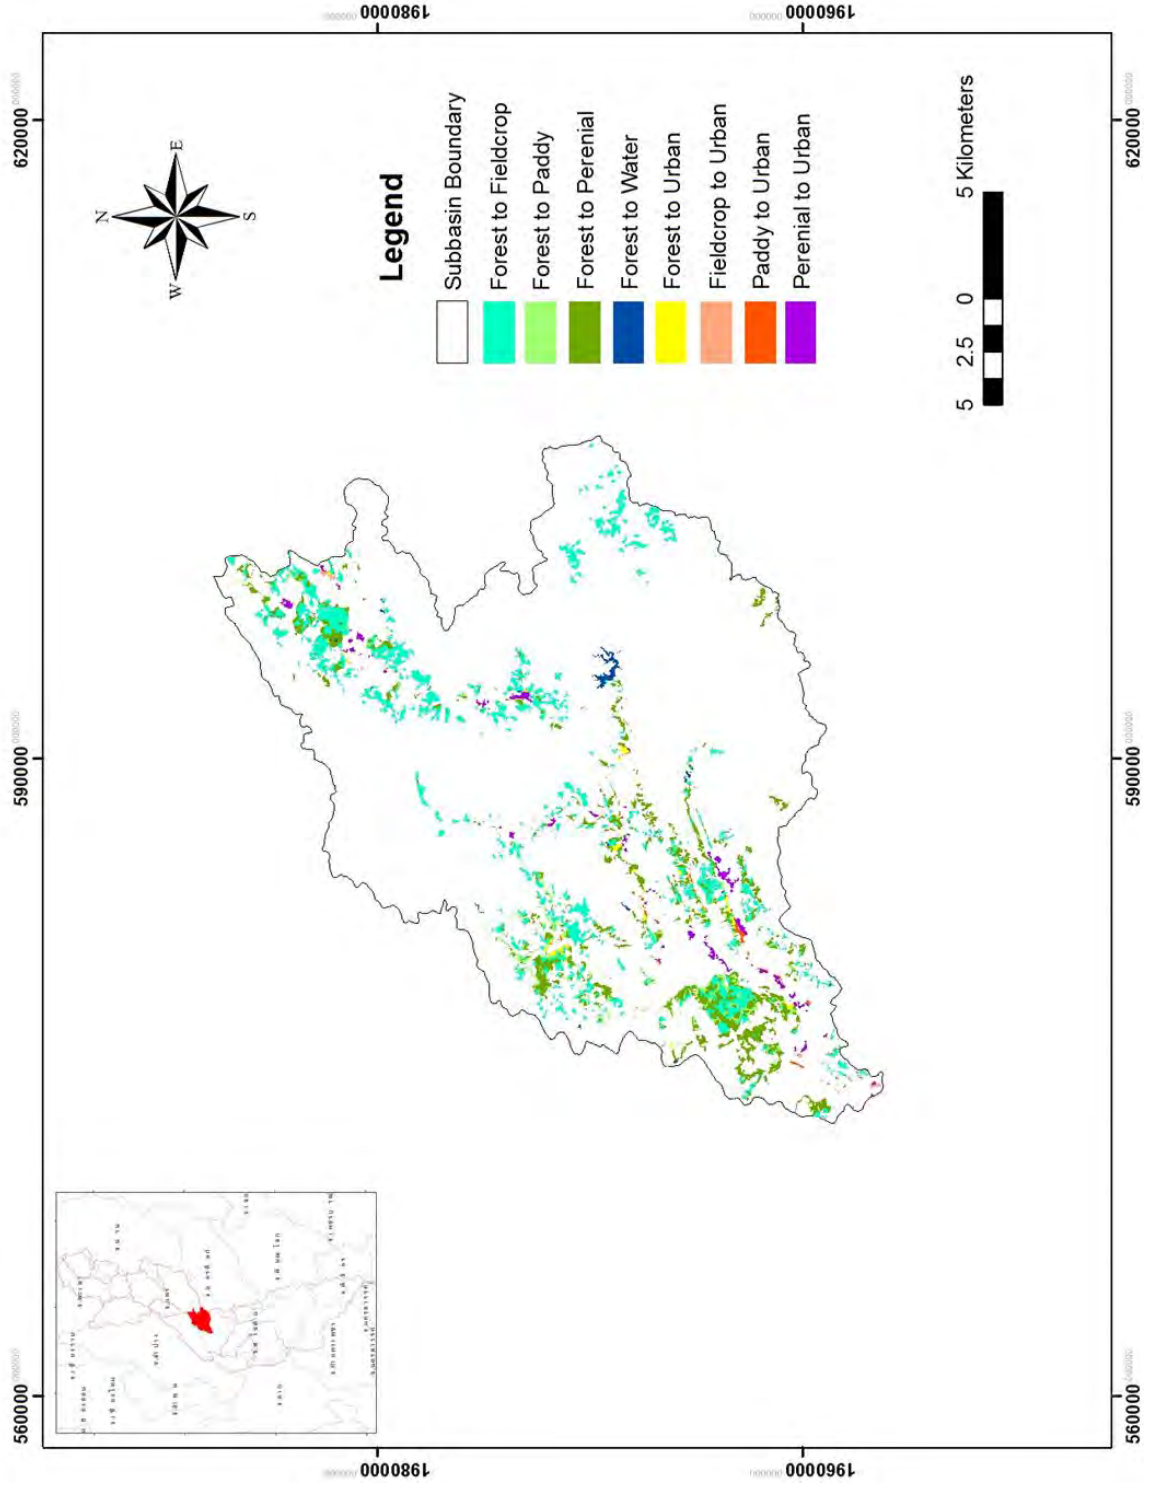 1980000
1960000
620000
590000
560000
N
W
E
S
Legend
Subbasin Boundary
Forest to Fieldcrop
Forest to Paddy
Forest to Perenial
Forest to Water
Forest to Urban
Fieldcrop to Urban
Paddy to Urban
Perenial to Urban
5 2.5 0 5 Kilometers
620000
590000
560000
1980000
1960000